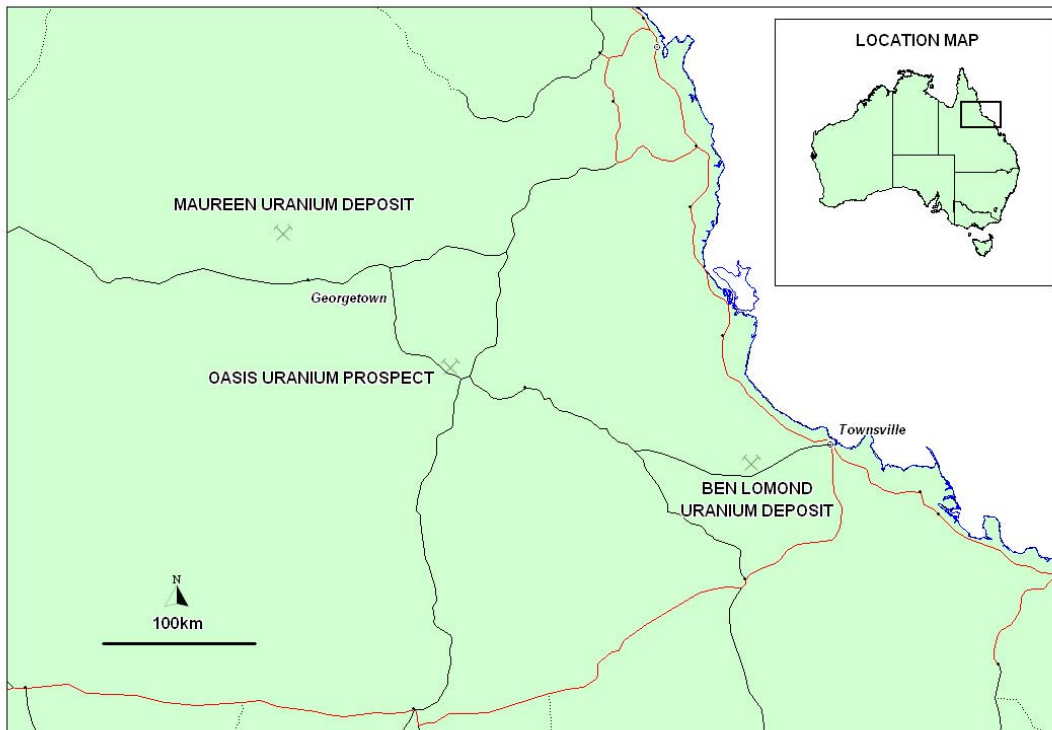 LOCATION MAP
MAUREEN URANIUM DEPOSIT
Georgetown
OASIS URANIUM PROSPECT
Townsville
BEN LOMOND
URANIUM DEPOSIT
N
100km